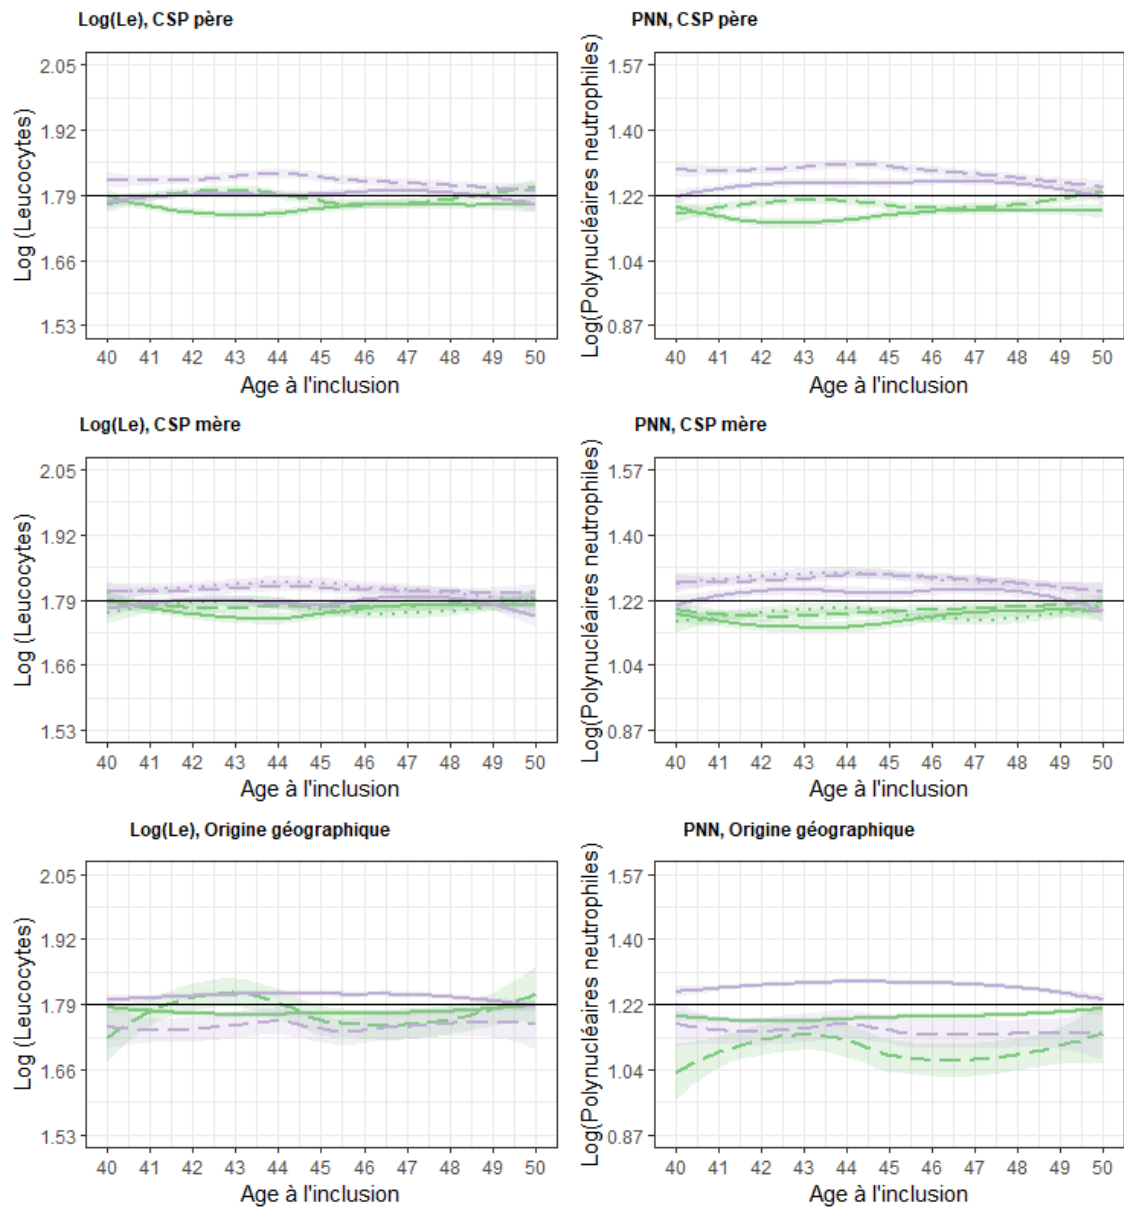 Log(Le), CSP père
Log (Leucocytes)
2.05
1.92
1.79
1.66
1.53
40 41 42 43 44 45 46 47 48 49 50
Age à l'inclusion
PNN, CSP père
Log(Polynucléaires neutrophiles)
1.57
1.40
1.22
1.04
0.87
40 41 42 43 44 45 46 47 48 49 50
Age à l'inclusion
Log(Le), CSP mère
Log (Leucocytes)
2.05
1.92
1.79
1.66
1.53
40 41 42 43 44 45 46 47 48 49 50
Age à l'inclusion
PNN, CSP mère
Log(Polynucléaires neutrophiles)
1.57
1.40
1.22
1.04
0.87
40 41 42 43 44 45 46 47 48 49 50
Age à l'inclusion
Log(Le), Origine géographique
Log (Leucocytes)
2.05
1.92
1.79
1.66
1.53
40 41 42 43 44 45 46 47 48 49 50
Age à l'inclusion
PNN, Origine géographique
Log(Polynucléaires neutrophiles)
1.57
1.40
1.22
1.04
0.87
40 41 42 43 44 45 46 47 48 49 50
Age à l'inclusion